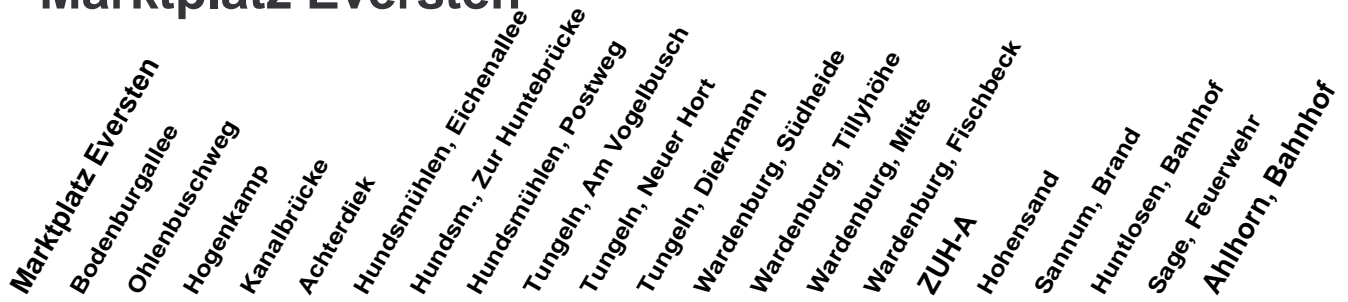 Marktplatz Eversten
Marktplatz Eversten
Bodenburgallee
Ohlenbuschweg
Hogenkamp
Kanalbrücke
Achterdiek
Hundsmühlen, Eichenallee
Hundsm., Zur Huntebrücke
Hundsmühlen, Postweg
Tungeln, Am Vogelbusch
Tungeln, Neuer Hort
Tungeln, Diekmann
Wardenburg, Südheide
Wardenburg, Tillyhöhe
Wardenburg, Mitte
Wardenburg, Fischbeck
ZUH-A
Hohensand
Sannum, Brand
Huntlosen, Bahnhof
Sage, Feuerwehr
Ahlhorn, Bahnhof